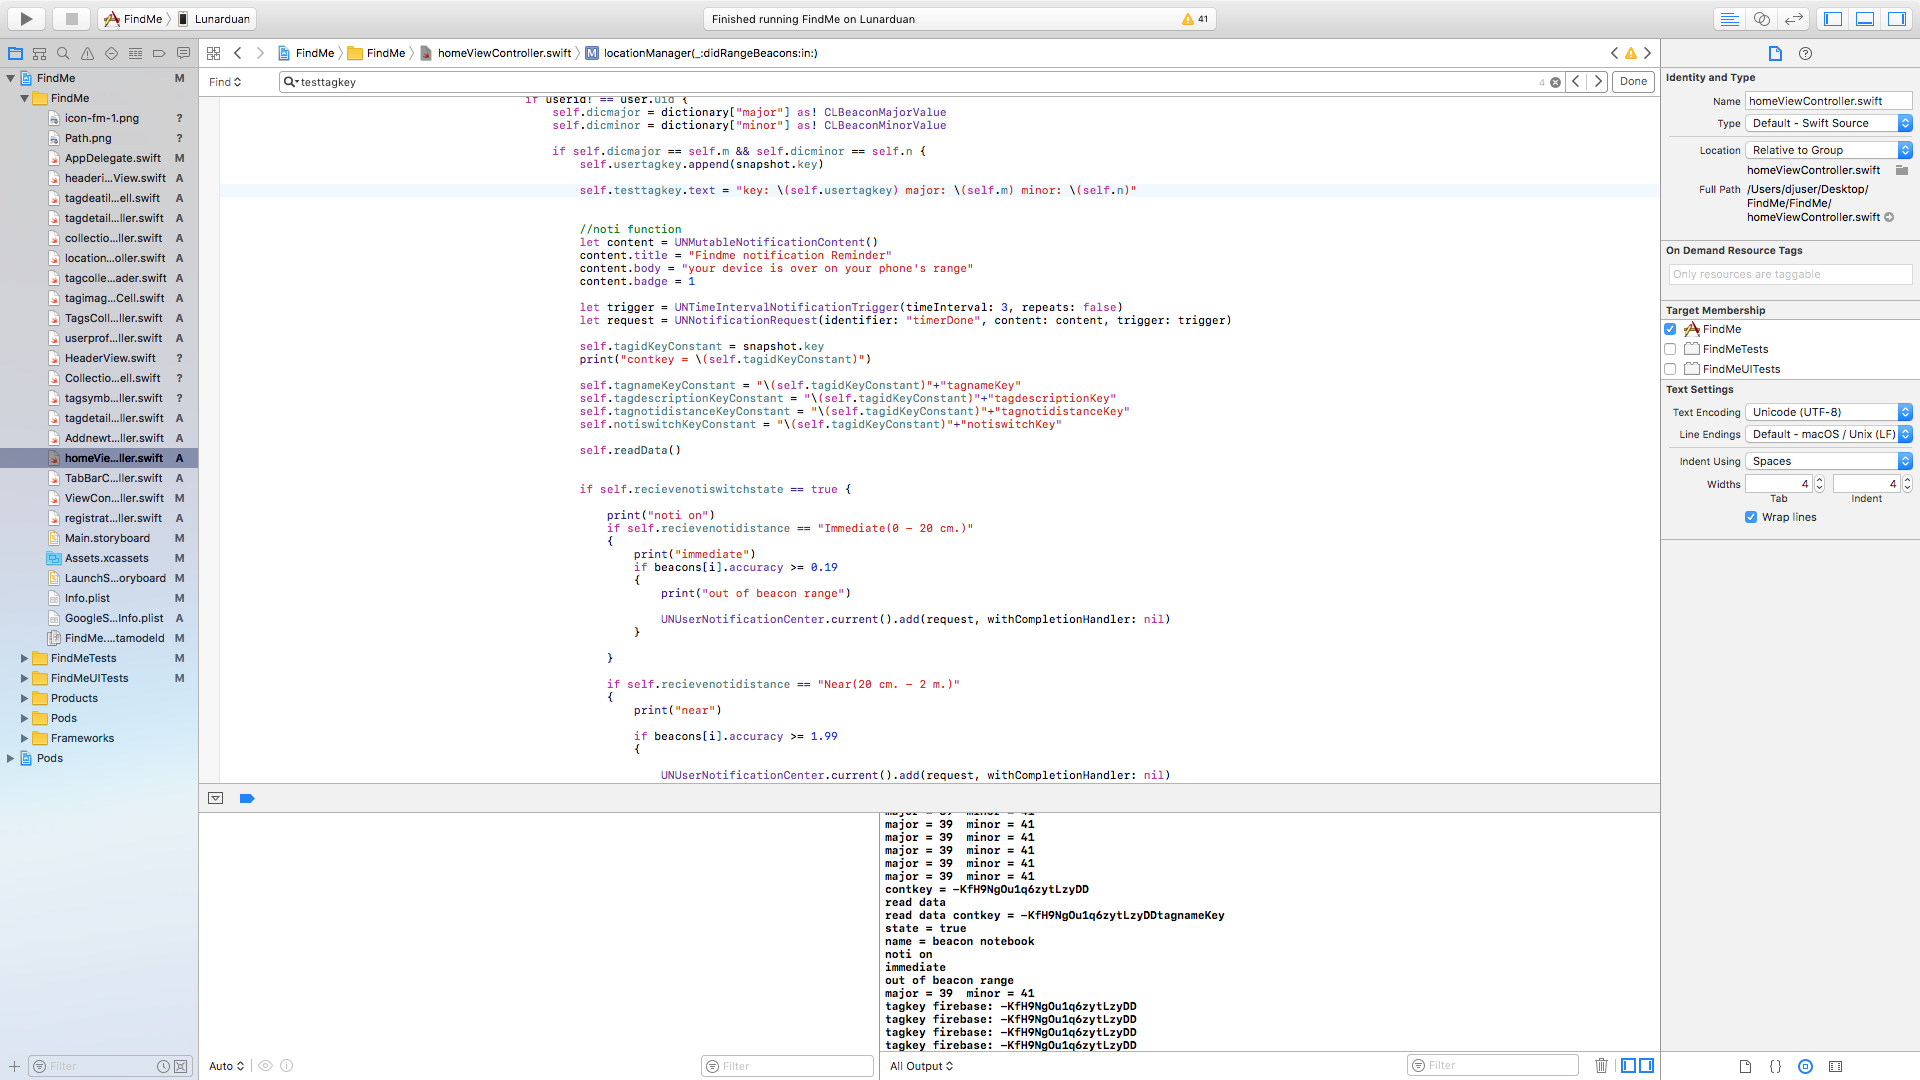 FindMe Lunarduan
Finished running FindMe on Lunarduan 41
FindMe FindMe homeViewController.swift M locationManager(_:didRangeBeacons:in:)
Find testtagkey 4 Done
FindMe M
FindMe
icon-fm-1.png ?
Path.png ?
AppDelegate.swift M
headeri...View.swift A
tagdeatil...ell.swift A
tagdetail...ller.swift A
collectio...ller.swift A
location...oller.swift A
tagcolle...ader.swift A
tagimag...Cell.swift A
TagsColl...ller.swift A
userprof...ller.swift A
HeaderView.swift ?
Collectio...ell.swift ?
tagsymb...ller.swift ?
tagdetail...ller.swift A
Addnewt...ller.swift A
homeVie...ller.swift A
TabBarC...ller.swift A
ViewCon...ller.swift M
registrat...ller.swift A
Main.storyboard M
Assets.xcassets M
LaunchS...oryboard M
Info.plist M
GoogleS...Info.plist A
FindMe....tamodeld M
FindMeTests M
FindMeUITests M
Products
Pods
Frameworks
Pods
Filter
if userid! == user.uid {
self.dicmajor = dictionary["major"] as! CLBeaconMajorValue
self.dicminor = dictionary["minor"] as! CLBeaconMinorValue
if self.dicmajor == self.m && self.dicminor == self.n {
self.usertagkey.append(snapshot.key)
self.testtagkey.text = "key: \(self.usertagkey) major: \(self.m) minor: \(self.n)"
//noti function
let content = UNMutableNotificationContent()
content.title = "Findme notification Reminder"
content.body = "your device is over on your phone's range"
content.badge = 1
let trigger = UNTimeIntervalNotificationTrigger(timeInterval: 3, repeats: false)
let request = UNNotificationRequest(identifier: "timerDone", content: content, trigger: trigger)
self.tagidKeyConstant = snapshot.key
print("contkey = \(self.tagidKeyConstant)")
self.tagnameKeyConstant = "\(self.tagidKeyConstant)"+"tagnameKey"
self.tagdescriptionKeyConstant = "\(self.tagidKeyConstant)"+"tagdescriptionKey"
self.tagnotidistanceKeyConstant = "\(self.tagidKeyConstant)"+"tagnotidistanceKey"
self.notiswitchKeyConstant = "\(self.tagidKeyConstant)"+"notiswitchKey"
self.readData()
if self.recievenotiswitchstate == true {
print("noti on")
if self.recievenotidistance == "Immediate(0 - 20 cm.)"
{
print("immediate")
if beacons[i].accuracy >= 0.19
{
print("out of beacon range")
UNUserNotificationCenter.current().add(request, withCompletionHandler: nil)
}
}
if self.recievenotidistance == "Near(20 cm. - 2 m.)"
{
print("near")
if beacons[i].accuracy >= 1.99
{
UNUserNotificationCenter.current().add(request, withCompletionHandler: nil)
Auto Filter
major = 39 minor = 41
major = 39 minor = 41
major = 39 minor = 41
major = 39 minor = 41
major = 39 minor = 41
major = 39 minor = 41
contkey = -KfH9NgOu1q6zytLzyDD
read data
read data contkey = -KfH9NgOu1q6zytLzyDDtagnameKey
state = true
name = beacon notebook
noti on
immediate
out of beacon range
major = 39 minor = 41
tagkey firebase: -KfH9NgOu1q6zytLzyDD
tagkey firebase: -KfH9NgOu1q6zytLzyDD
tagkey firebase: -KfH9NgOu1q6zytLzyDD
tagkey firebase: -KfH9NgOu1q6zytLzyDD
All Output Filter
Identity and Type
Name homeViewController.swift
Type Default - Swift Source
Location Relative to Group
homeViewController.swift
Full Path /Users/djuser/Desktop/
FindMe/FindMe/
homeViewController.swift
On Demand Resource Tags
Only resources are taggable
Target Membership
FindMe
FindMeTests
FindMeUITests
Text Settings
Text Encoding Unicode (UTF-8)
Line Endings Default - macOS / Unix (LF)
Indent Using Spaces
Widths 4 4
Tab Indent
Wrap lines